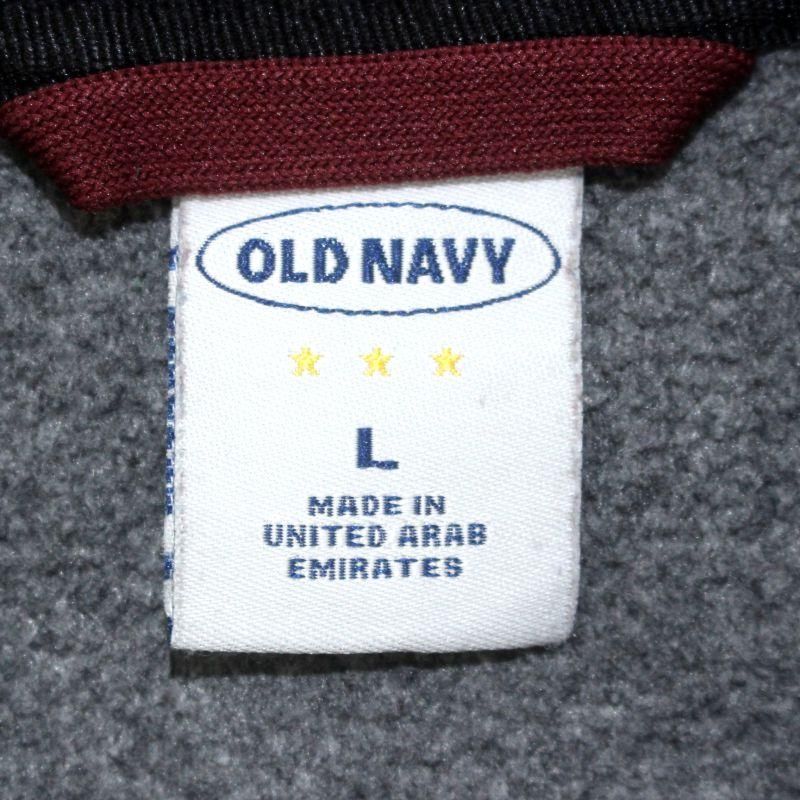 OLD NAVY
L
MADE IN
UNITED ARAB
EMIRATES